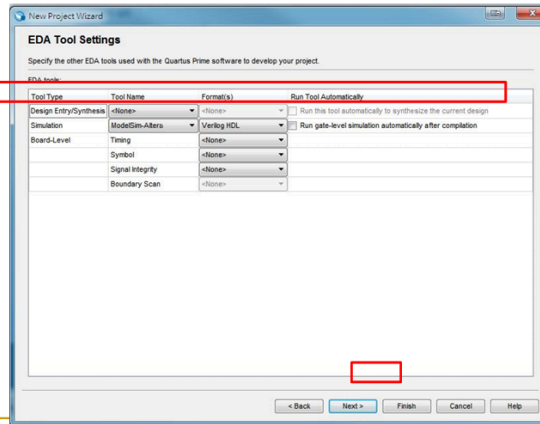 New Project Wizard
EDA Tool Settings
Specify the other EDA tools used with the Quartus Prime software to develop your project.
EDA tools:
Tool Type Tool Name Format(s) Run Tool Automatically
Design Entry/Synthesis <None> <None> Run this tool automatically to synthesize the current design
Simulation ModelSim-Altera Verilog HDL Run gate-level simulation automatically after compilation
Board-Level Timing <None>
Symbol <None>
Signal Integrity <None>
Boundary Scan <None>
< Back Next > Finish Cancel Help